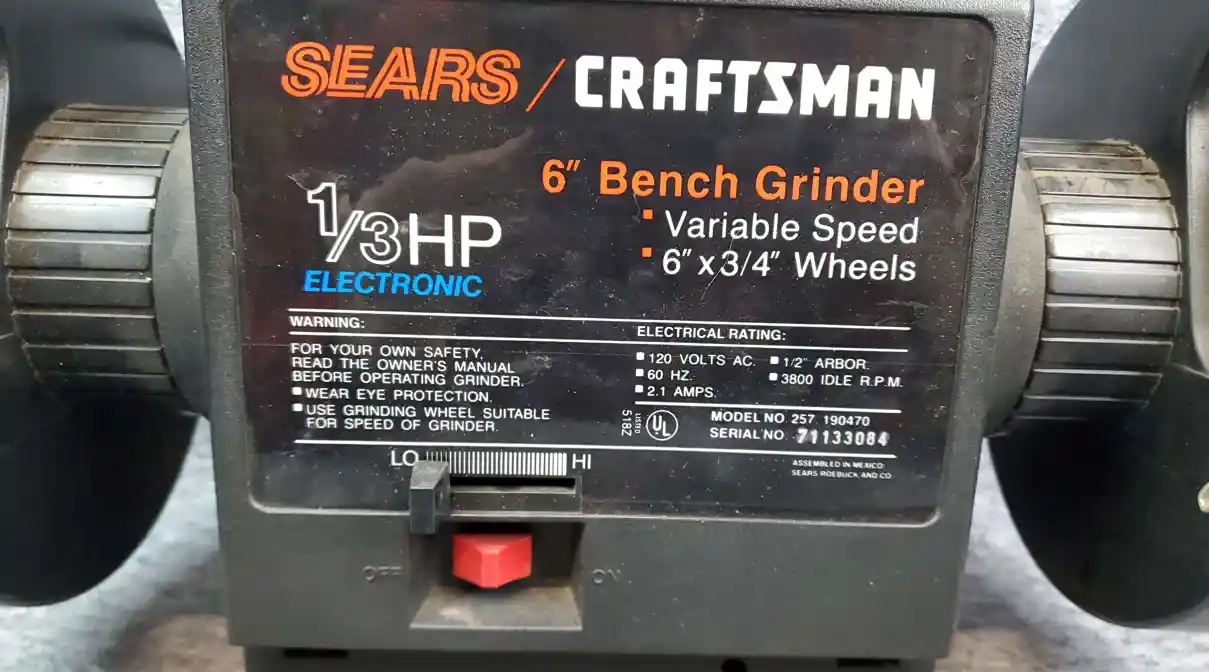 SEARS / CRAFTSMAN
6" Bench Grinder
▪ Variable Speed
▪ 6" x 3/4" Wheels
1/3 HP
ELECTRONIC
WARNING:
FOR YOUR OWN SAFETY,
READ THE OWNER'S MANUAL
BEFORE OPERATING GRINDER.
▪ WEAR EYE PROTECTION.
▪ USE GRINDING WHEEL SUITABLE
FOR SPEED OF GRINDER.
ELECTRICAL RATING:
▪ 120 VOLTS AC. ▪ 1/2" ARBOR.
▪ 60 HZ. ▪ 3800 IDLE R.P.M.
▪ 2.1 AMPS.
518Z
LISTED
UL
MODEL NO. 257. 190470
SERIAL NO. 71133084
ASSEMBLED IN MEXICO:
SEARS ROEBUCK AND CO.
LO HI
OFF ON